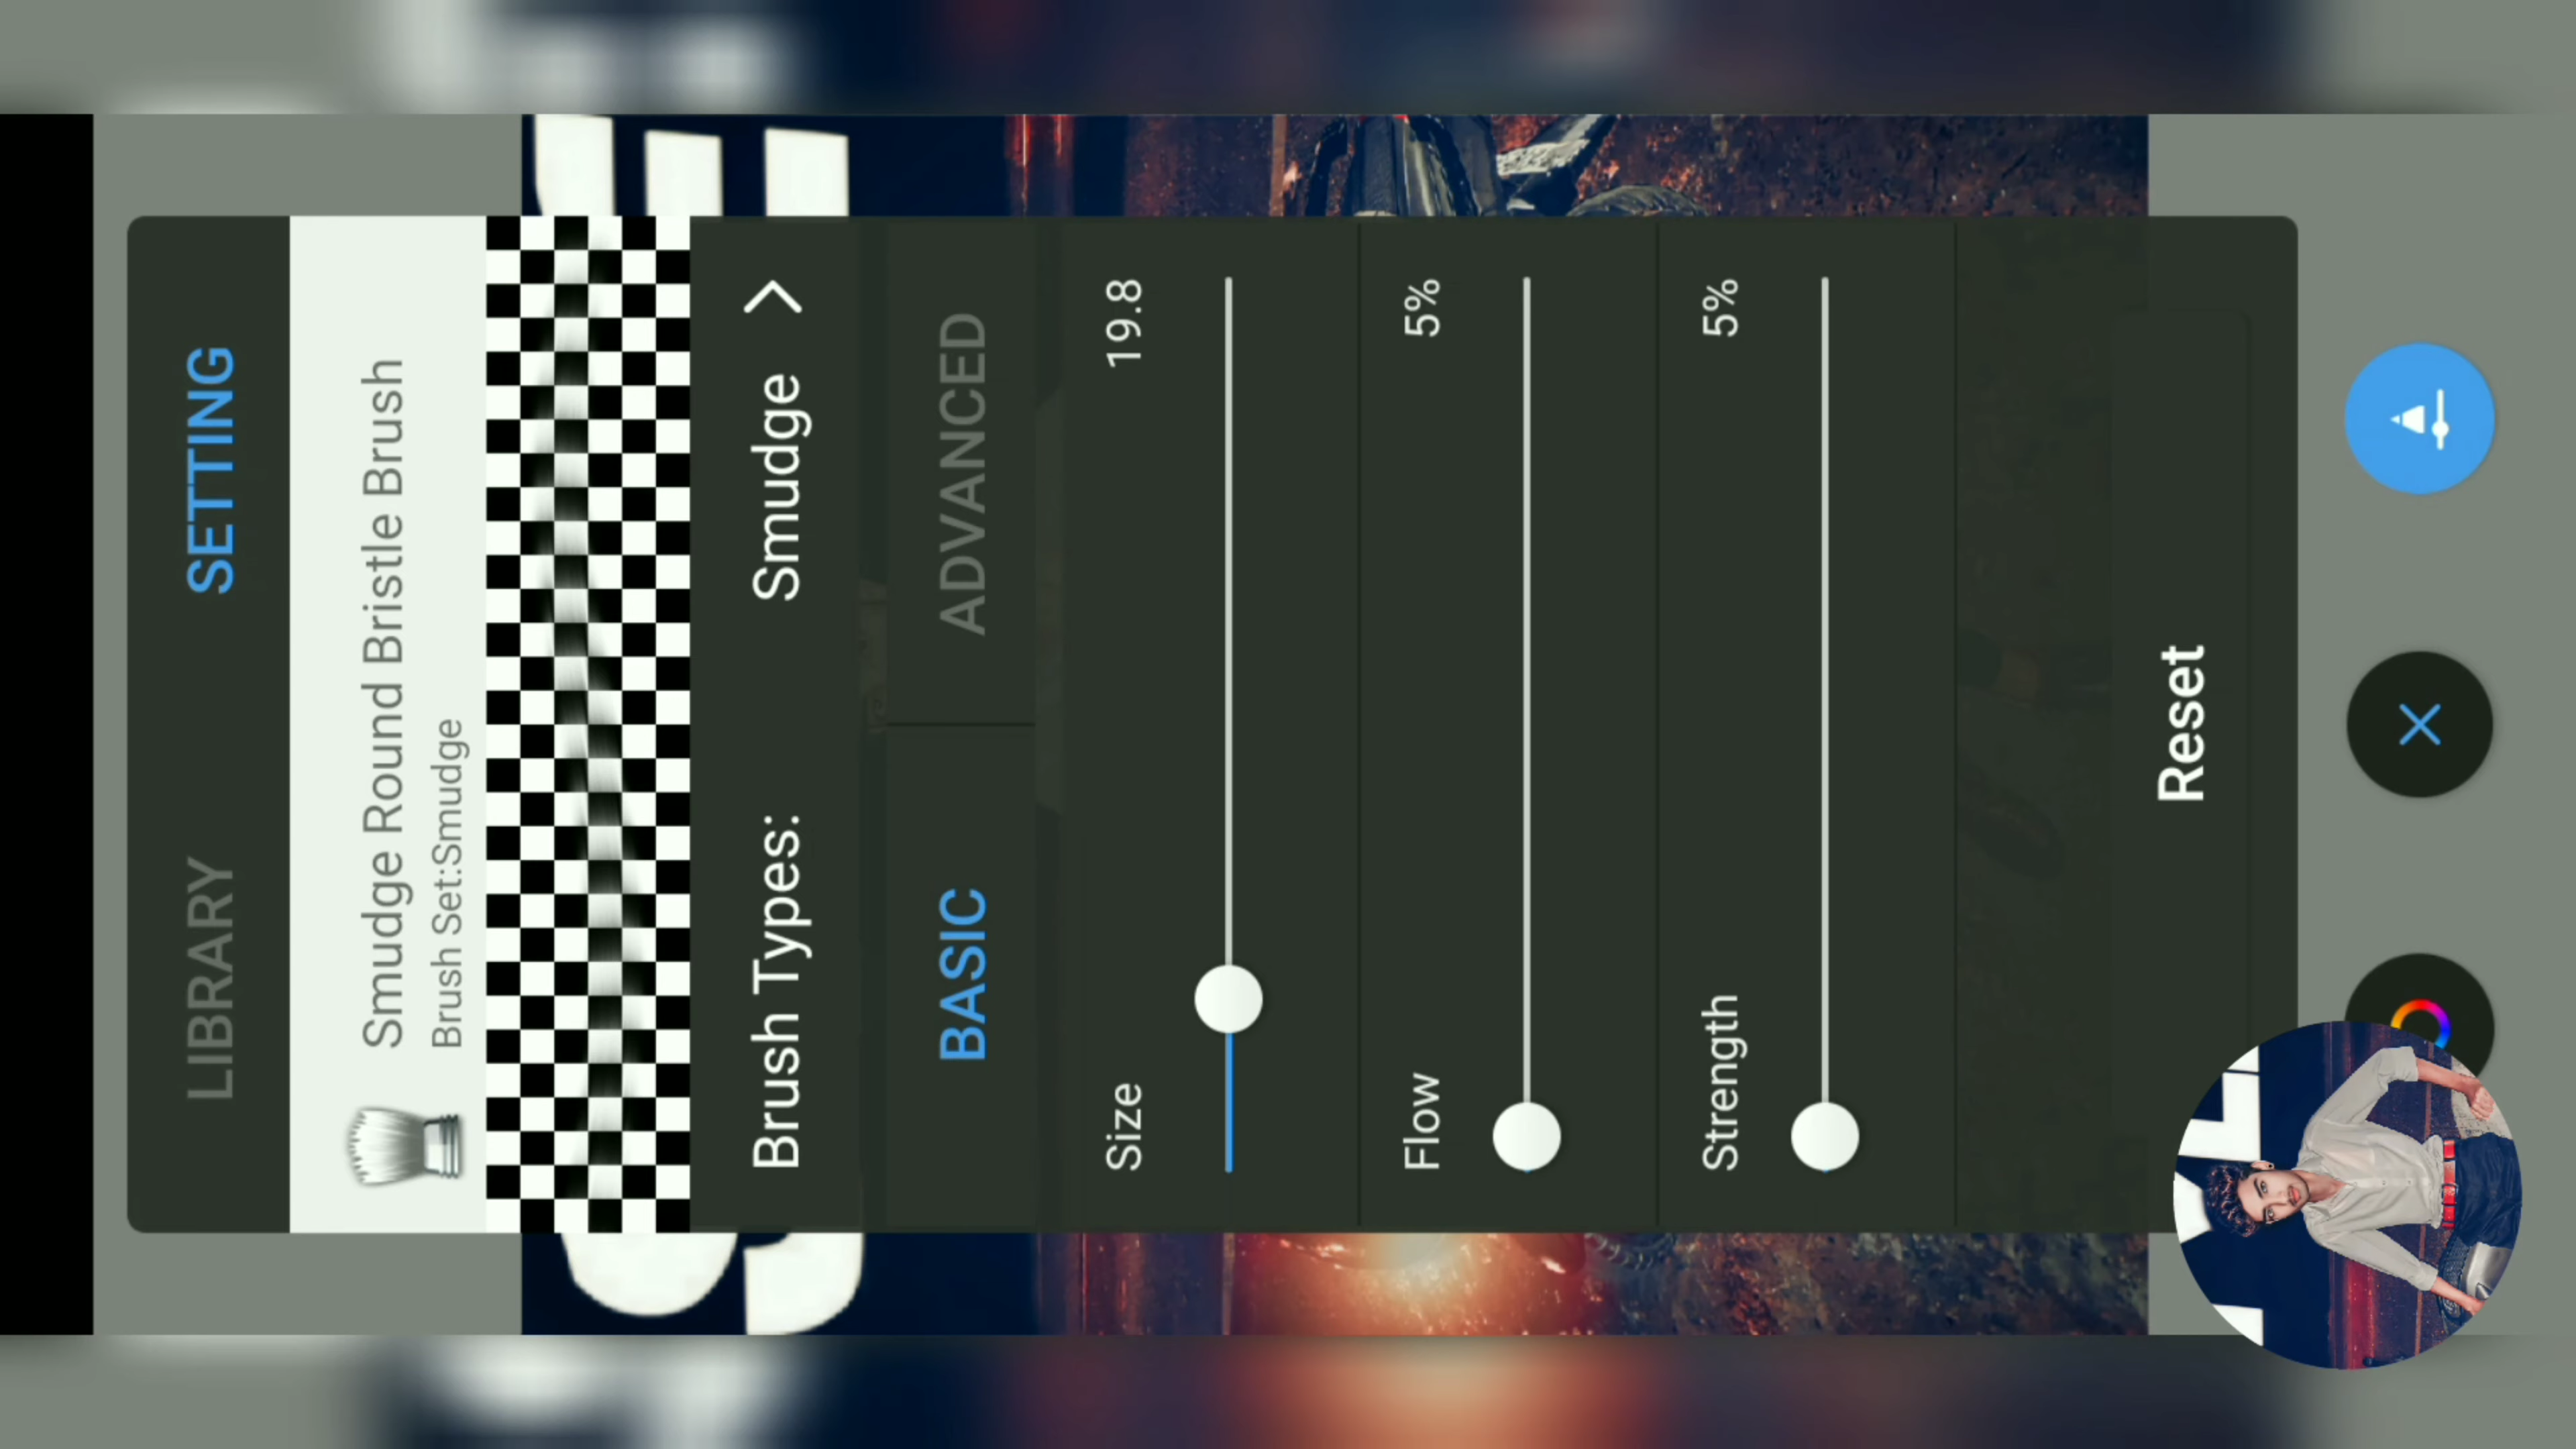 LIBRARY SETTING
Smudge Round Bristle Brush
Brush Set:Smudge
Brush Types: Smudge
BASIC ADVANCED
Size 19.8
Flow 5%
Strength 5%
Reset